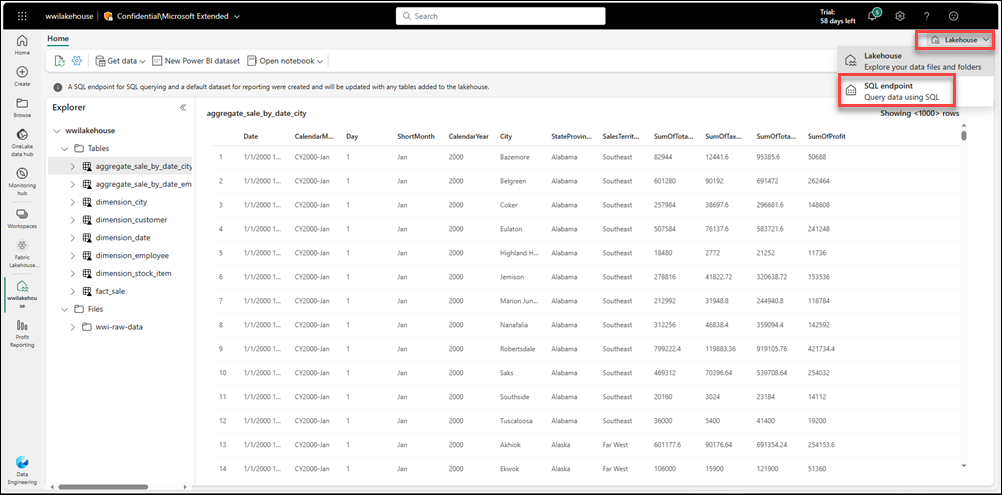 wwilakehouse
Confidential\Microsoft Extended
Search
Trial:
58 days left
5
?
Home
Lakehouse
Lakehouse
Explore your data files and folders
SQL endpoint
Query data using SQL
Get data
New Power BI dataset
Open notebook
A SQL endpoint for SQL querying and a default dataset for reporting were created and will be updated with any tables added to the lakehouse.
Home
Create
Browse
OneLake
data hub
Monitoring
hub
Workspaces
Fabric
Lakehouse...
wwilakehou
se
Profit
Reporting
Data
Engineering
Explorer
wwilakehouse
Tables
aggregate_sale_by_date_city
aggregate_sale_by_date_em
dimension_city
dimension_customer
dimension_date
dimension_employee
dimension_stock_item
fact_sale
Files
wwi-raw-data
aggregate_sale_by_date_city
Showing <1000> rows
Date CalendarM... Day ShortMonth CalendarYear City StateProvin... SalesTerrit... SumOfTota... SumOfTax... SumOfTota... SumOfProfit
1 1/1/2000 1... CY2000-Jan 1 Jan 2000 Bazemore Alabama Southeast 82944 12441.6 95385.6 50688
2 1/1/2000 1... CY2000-Jan 1 Jan 2000 Belgreen Alabama Southeast 601280 90192 691472 262464
3 1/1/2000 1... CY2000-Jan 1 Jan 2000 Coker Alabama Southeast 257984 38697.6 296681.6 148608
4 1/1/2000 1... CY2000-Jan 1 Jan 2000 Eulaton Alabama Southeast 507584 76137.6 583721.6 241248
5 1/1/2000 1... CY2000-Jan 1 Jan 2000 Highland H... Alabama Southeast 18480 2772 21252 11736
6 1/1/2000 1... CY2000-Jan 1 Jan 2000 Jemison Alabama Southeast 278816 41822.72 320638.72 153536
7 1/1/2000 1... CY2000-Jan 1 Jan 2000 Marion Jun... Alabama Southeast 212992 31948.8 244940.8 118784
8 1/1/2000 1... CY2000-Jan 1 Jan 2000 Nanafalia Alabama Southeast 312256 46838.4 359094.4 142592
9 1/1/2000 1... CY2000-Jan 1 Jan 2000 Robertsdale Alabama Southeast 799222.4 119883.36 919105.76 421734.4
10 1/1/2000 1... CY2000-Jan 1 Jan 2000 Saks Alabama Southeast 469312 70396.64 539708.64 254032
11 1/1/2000 1... CY2000-Jan 1 Jan 2000 Southside Alabama Southeast 20160 3024 23184 14112
12 1/1/2000 1... CY2000-Jan 1 Jan 2000 Tuscaloosa Alabama Southeast 36000 5400 41400 19200
13 1/1/2000 1... CY2000-Jan 1 Jan 2000 Akhiok Alaska Far West 601177.6 90176.64 691354.24 254153.6
14 1/1/2000 1... CY2000-Jan 1 Jan 2000 Ekwok Alaska Far West 106000 15900 121900 51360